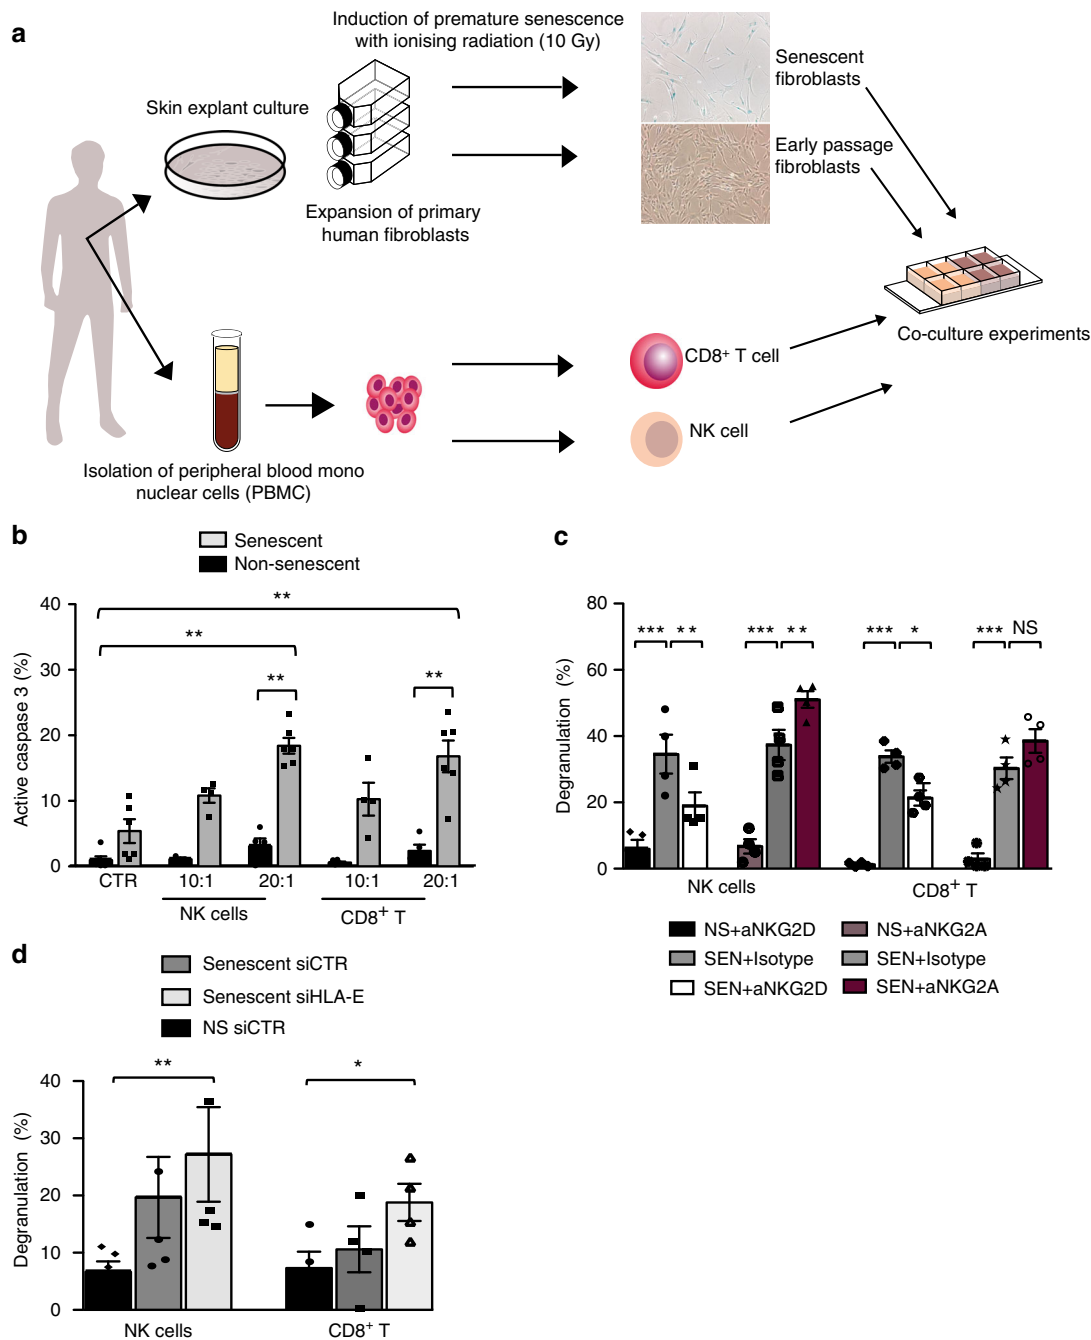 a
Induction of premature senescence
with ionising radiation (10 Gy)
Skin explant culture
Senescent
fibroblasts
Early passage
fibroblasts
Expansion of primary
human fibroblasts
Co-culture experiments
CD8+ T cell
NK cell
Isolation of peripheral blood mono
nuclear cells (PBMC)
b
Senescent
Non-senescent
Active caspase 3 (%)
40
30
20
10
0
**
**
**
**
CTR
10:1
20:1
10:1
20:1
NK cells
CD8+ T
c
Degranulation (%)
80
60
40
20
0
***
**
***
**
***
*
***
NS
NK cells
CD8+ T
NS+aNKG2D
SEN+Isotype
SEN+aNKG2D
NS+aNKG2A
SEN+Isotype
SEN+aNKG2A
d
Senescent siCTR
Senescent siHLA-E
NS siCTR
Degranulation (%)
40
30
20
10
0
**
*
NK cells
CD8+ T